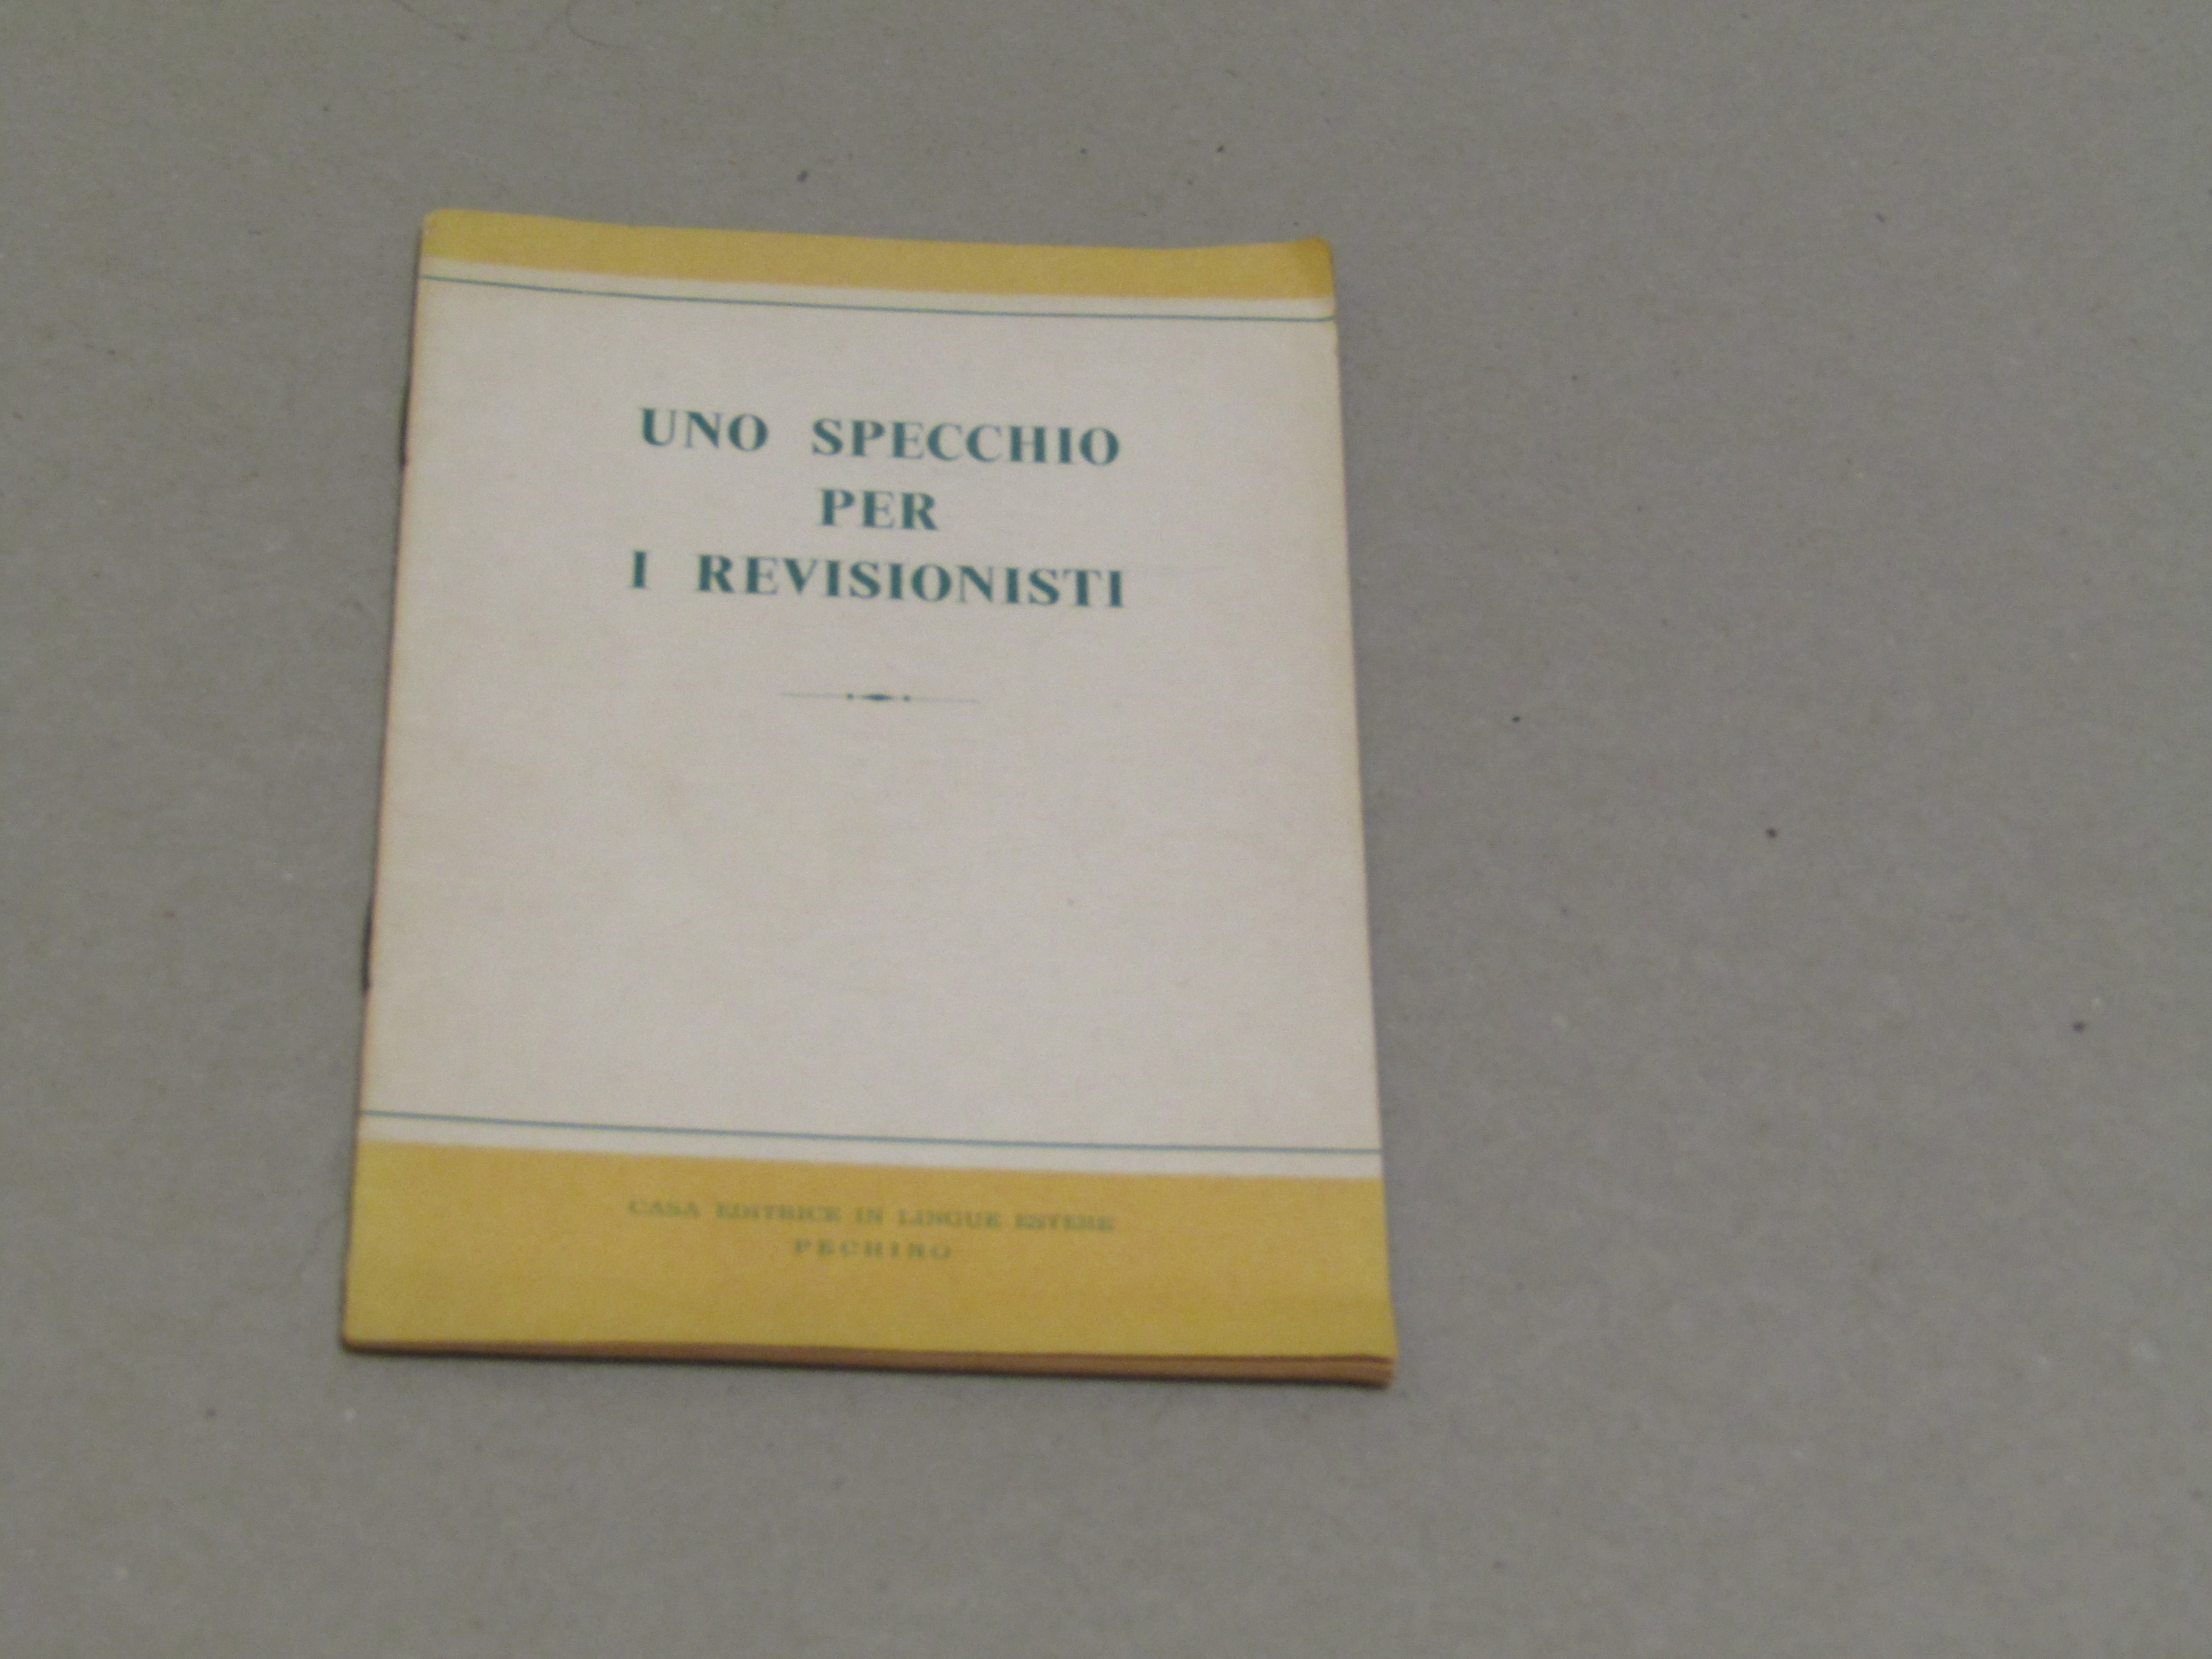 UNO SPECCHIO
PER
I REVISIONISTI
CASA EDITRICE IN LINGUE ESTERE
PECHINO